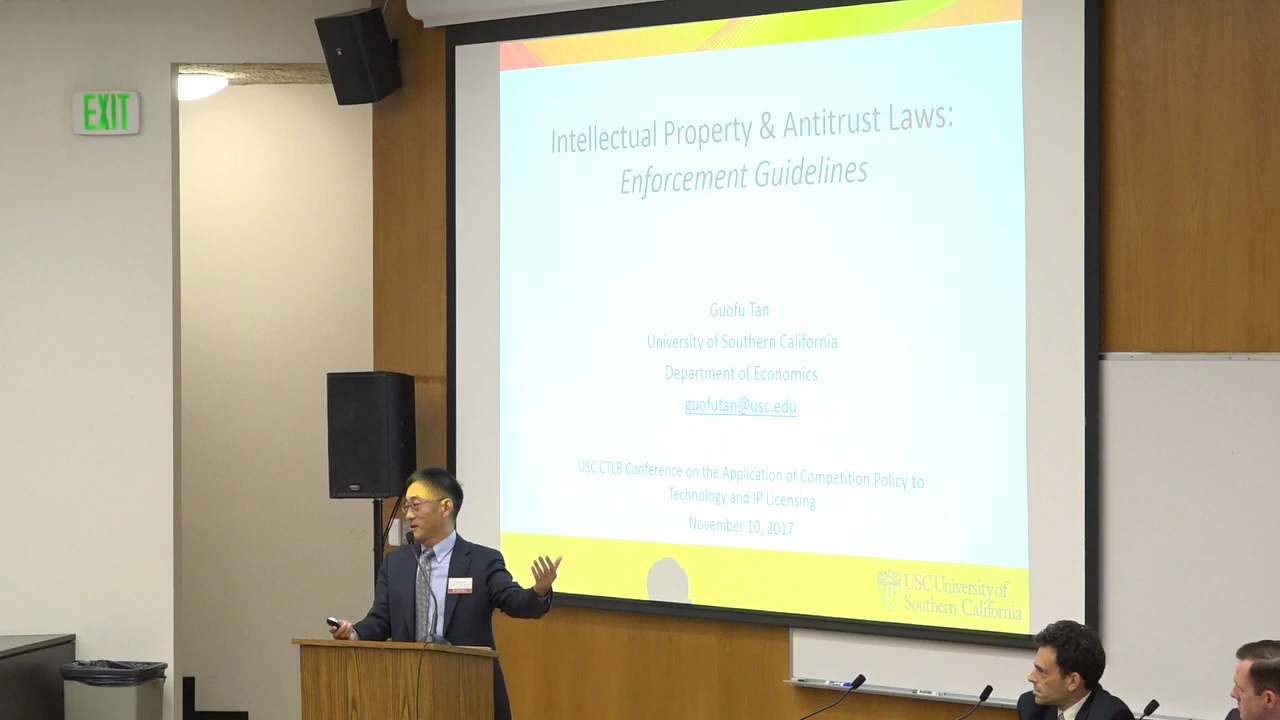 EXIT
Intellectual Property & Antitrust Laws:
Enforcement Guidelines
Guofu Tan
University of Southern California
Department of Economics
guofutan@usc.edu
USC CTLB Conference on the Application of Competition Policy to
Technology and IP Licensing
November 10, 2017
USC University of
Southern California